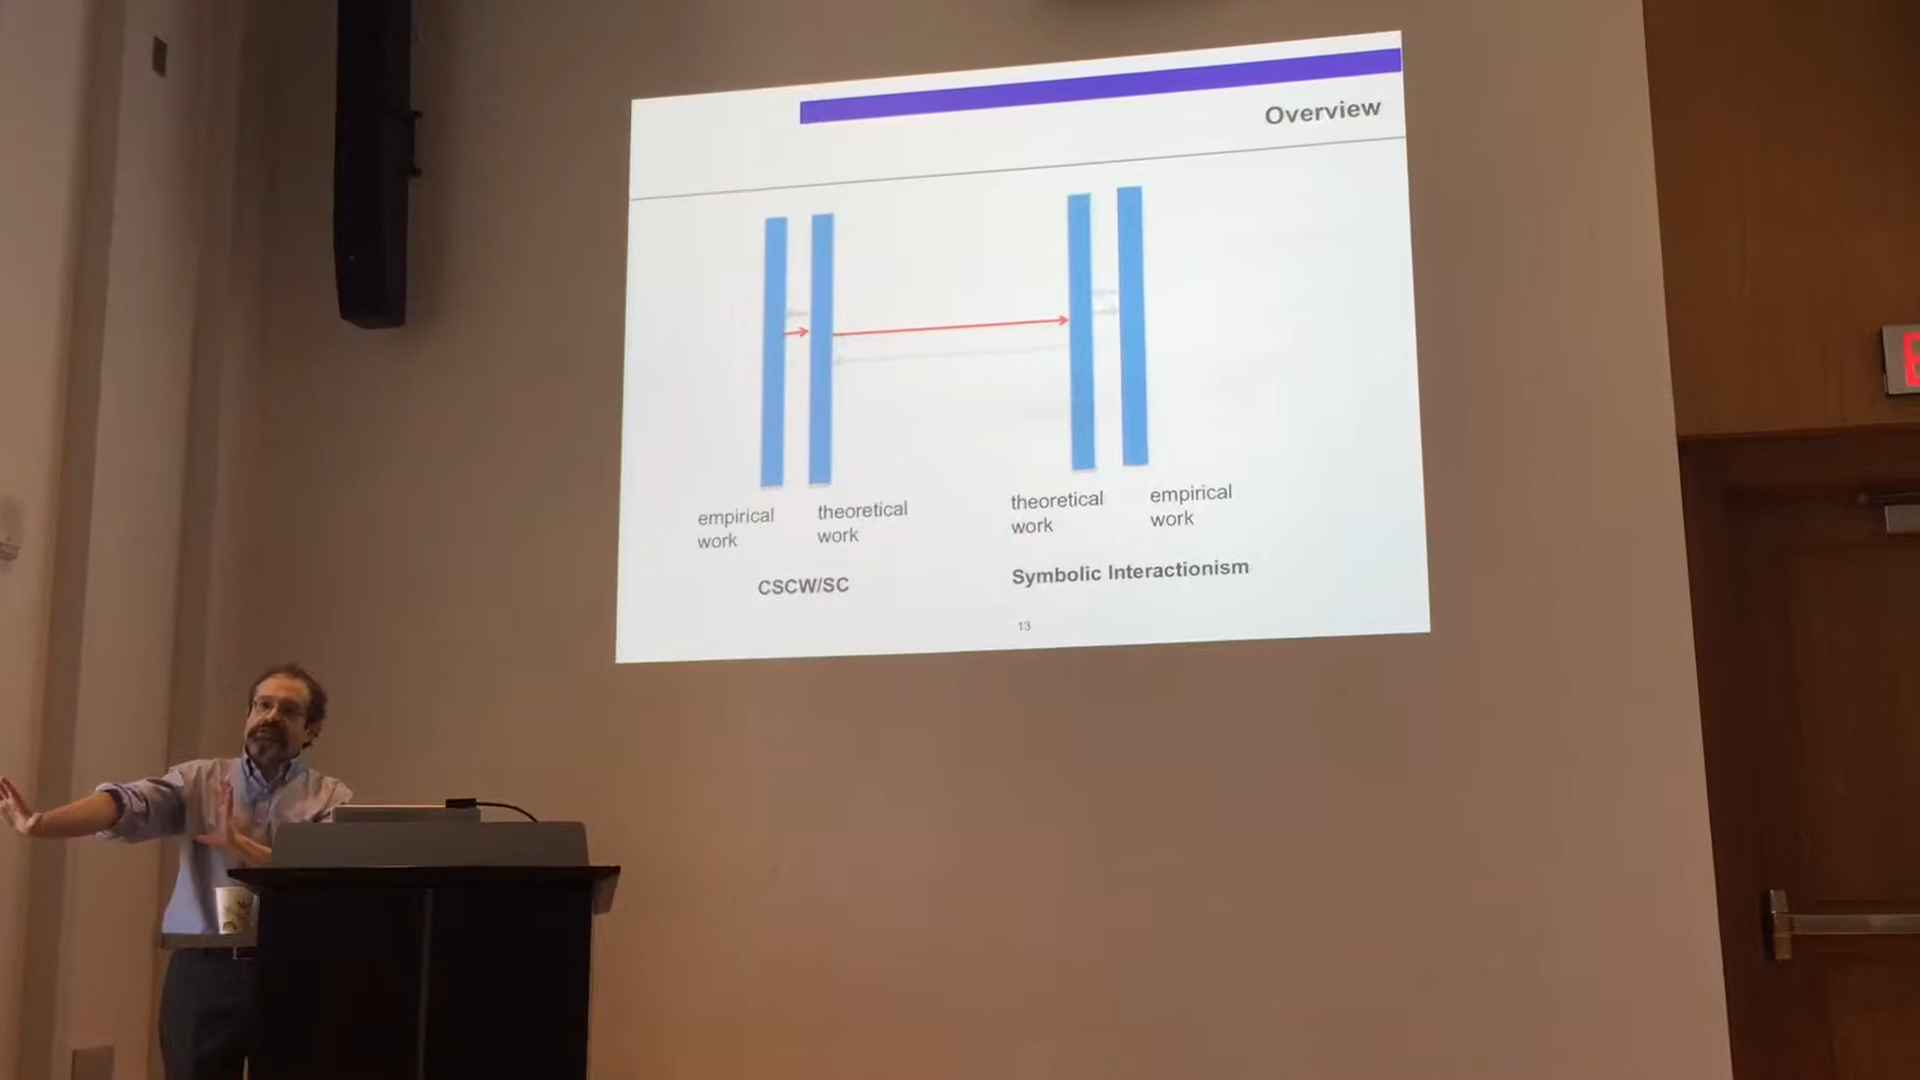 Overview
empirical
work
theoretical
work
theoretical
work
empirical
work
CSCW/SC
Symbolic Interactionism
13